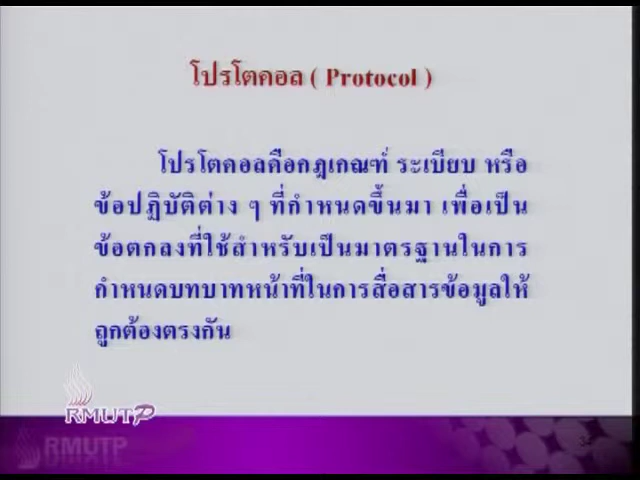 โปรโตคอล ( Protocol )
โปรโตคอลคือกฎเกณฑ์ ระเบียบ หรือ
ข้อปฏิบัติต่าง ๆ ที่กำหนดขึ้นมา เพื่อเป็น
ข้อตกลงที่ใช้สำหรับเป็นมาตรฐานในการ
กำหนดบทบาทหน้าที่ในการสื่อสารข้อมูลให้
ถูกต้องตรงกัน
RMUTP
RMUTP